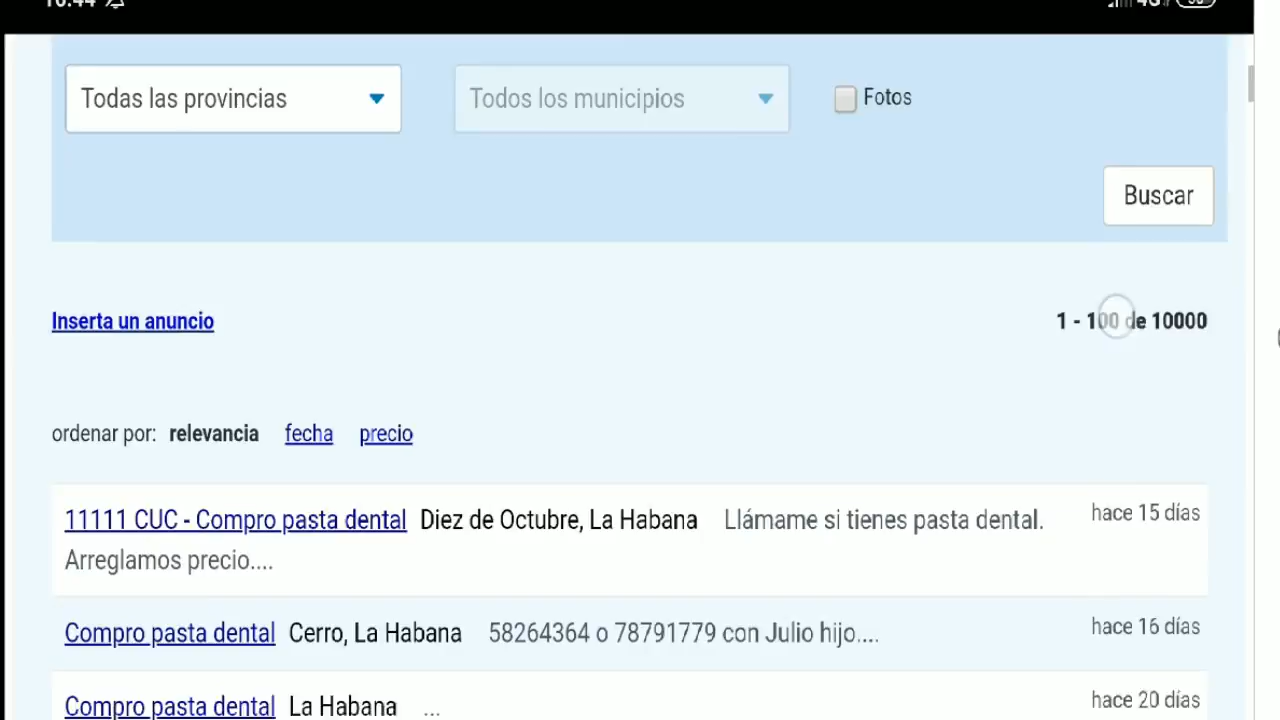 16:44
4G
Todas las provincias
Todos los municipios
Fotos
Buscar
Inserta un anuncio
1 - 100 de 10000
ordenar por: relevancia fecha precio
11111 CUC - Compro pasta dental Diez de Octubre, La Habana Llámame si tienes pasta dental. hace 15 días
Arreglamos precio....
Compro pasta dental Cerro, La Habana 58264364 o 78791779 con Julio hijo.... hace 16 días
Compro pasta dental La Habana ... hace 20 días